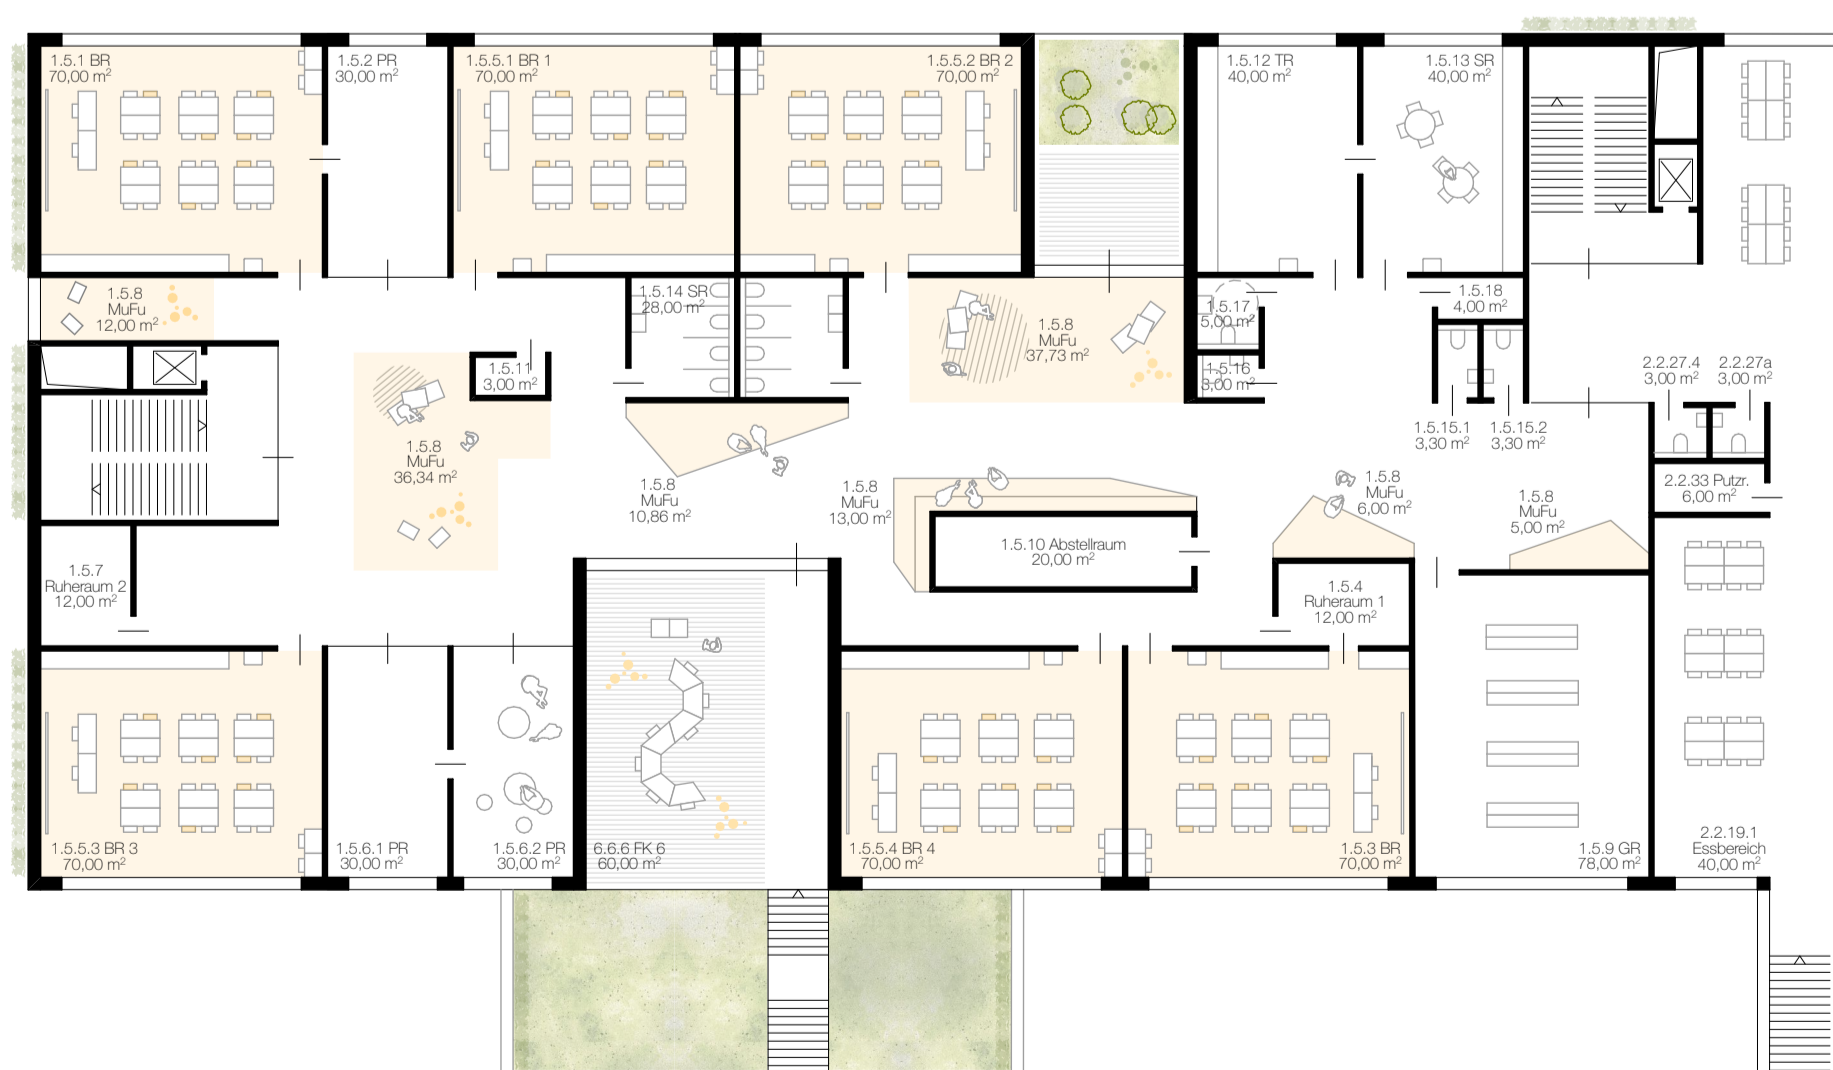 1.5.1 BR
70,00 m²
1.5.2 PR
30,00 m²
1.5.5.1 BR 1
70,00 m²
1.5.5.2 BR 2
70,00 m²
1.5.12 TR
40,00 m²
1.5.13 SR
40,00 m²
1.5.8
MuFu
12,00 m²
1.5.14 SR
28,00 m²
1.5.8
MuFu
37,73 m²
1.5.17
5,00 m²
1.5.18
4,00 m²
1.5.11
3,00 m²
1.5.16
3,00 m²
2.2.27.4
3,00 m²
2.2.27a
3,00 m²
1.5.15.1
3,30 m²
1.5.15.2
3,30 m²
1.5.8
MuFu
36,34 m²
1.5.8
MuFu
10,86 m²
1.5.8
MuFu
13,00 m²
1.5.8
MuFu
6,00 m²
1.5.8
MuFu
5,00 m²
2.2.33 Putzr.
6,00 m²
1.5.10 Abstellraum
20,00 m²
1.5.7
Ruheraum 2
12,00 m²
1.5.4
Ruheraum 1
12,00 m²
1.5.5.3 BR 3
70,00 m²
1.5.6.1 PR
30,00 m²
1.5.6.2 PR
30,00 m²
6.6.6 FK 6
60,00 m²
1.5.5.4 BR 4
70,00 m²
1.5.3 BR
70,00 m²
1.5.9 GR
78,00 m²
2.2.19.1
Essbereich
40,00 m²